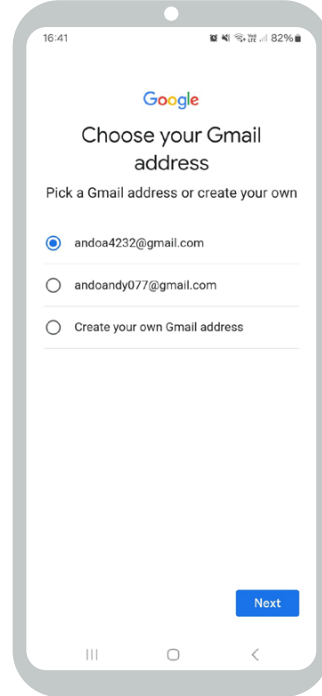 16:41 82%
Google
Choose your Gmail
address
Pick a Gmail address or create your own
andoa4232@gmail.com
andoandy077@gmail.com
Create your own Gmail address
Next